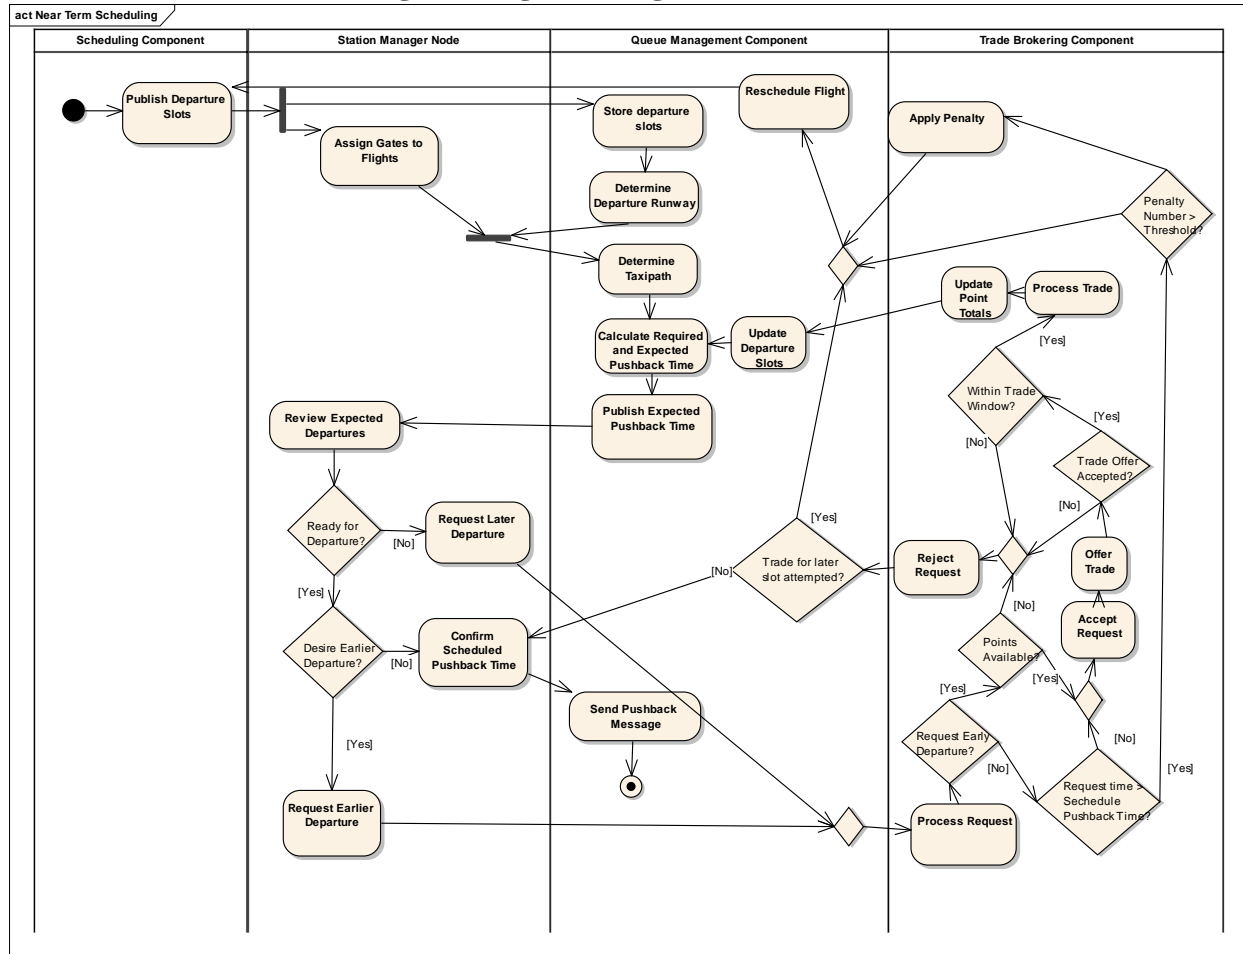 act Near Term Scheduling
Scheduling Component
Station Manager Node
Queue Management Component
Trade Brokering Component
Publish Departure
Slots
Assign Gates to
Flights
Store departure
slots
Reschedule Flight
Apply Penalty
Determine
Departure Runway
Penalty
Number >
Threshold?
Determine
Taxipath
Update
Point
Totals
Process Trade
[Yes]
Calculate Required
and Expected
Pushback Time
Update
Departure
Slots
Within Trade
Window?
[Yes]
[No]
Review Expected
Departures
Publish Expected
Pushback Time
Trade Offer
Accepted?
[No]
Ready for
Departure?
[No]
[Yes]
Request Later
Departure
[Yes]
Trade for later
slot attempted?
[No]
Reject
Request
Offer
Trade
[No]
Accept
Request
Desire Earlier
Departure?
[No]
[Yes]
Confirm
Scheduled
Pushback Time
Points
Available?
[Yes]
[Yes]
Send Pushback
Message
Request Early
Departure?
[No]
[No]
[Yes]
Request time >
Sechedule
Pushback Time?
Request Earlier
Departure
Process Request